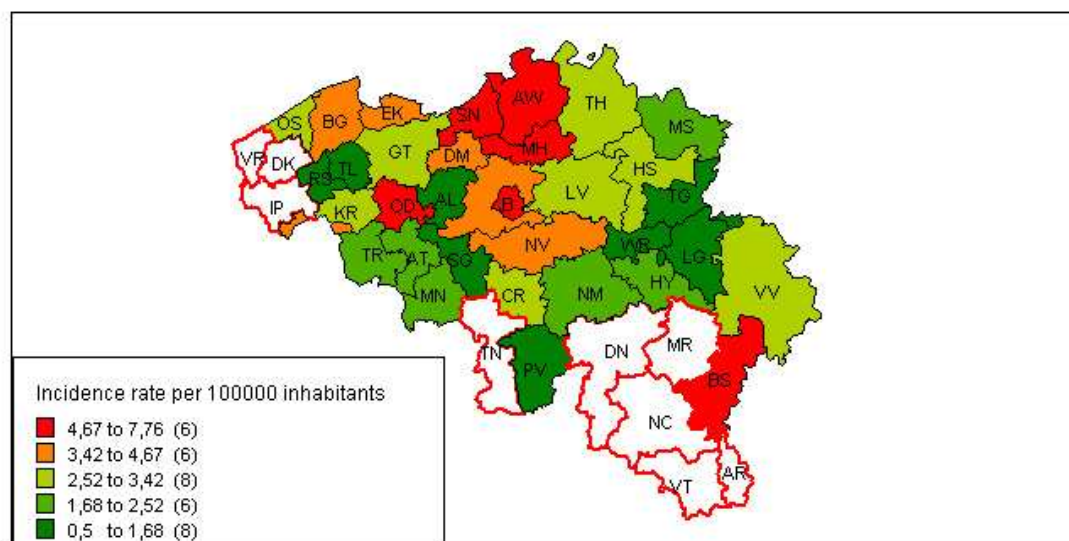 AW
TH
EK
SN
BG
OS
MS
MH
GT
DM
VR
DK
HS
TL
RS
LV
TG
AL
B
IP
OD
KR
NV
WR
LG
TR
AT
SG
HY
VV
MN
CR
NM
MR
TN
DN
PV
BS
NC
AR
VT
Incidence rate per 100000 inhabitants
4,67 to 7,76 (6)
3,42 to 4,67 (6)
2,52 to 3,42 (8)
1,68 to 2,52 (6)
0,5 to 1,68 (8)